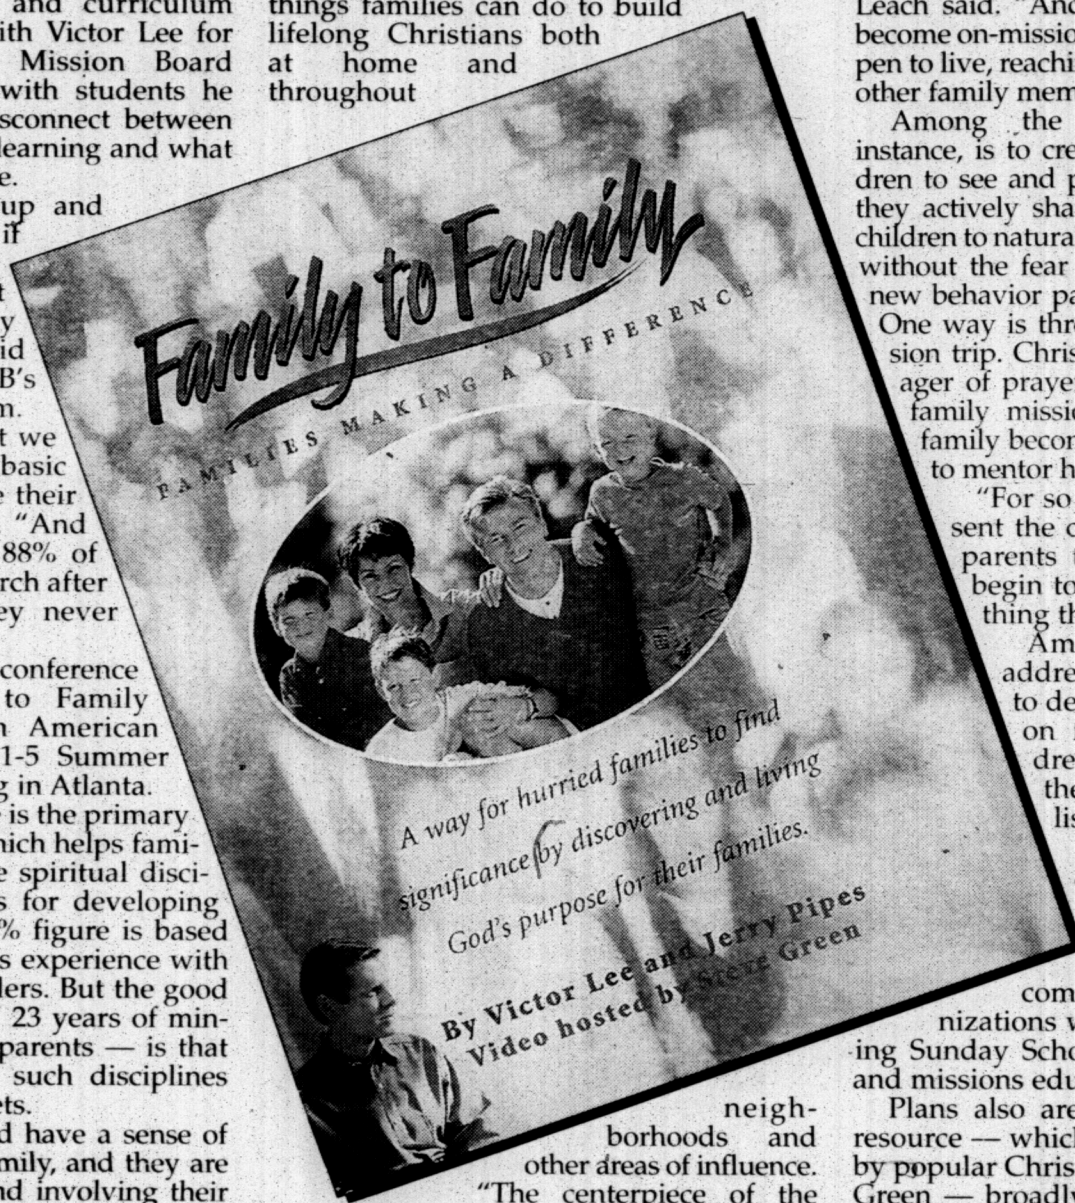 and curriculum
ith Victor Lee for
Mission Board
with students he
sconnect between
learning and what
e.
up and
if
t
y
id
B's
m.
t we
basic
e their
"And
88% of
rch after
ey never
conference
to Family
n American
1-5 Summer
g in Atlanta.
is the primary
hich helps fami-
e spiritual disci-
s for developing
% figure is based
s experience with
lers. But the good
23 years of min-
parents — is that
such disciplines
ets.
d have a sense of
mily, and they are
nd involving their
things families can do to build
lifelong Christians both
at home and
throughout
Family to Family
FAMILIES MAKING A DIFFERENCE
A way for hurried families to find
significance by discovering and living
God's purpose for their families.
By Victor Lee and Jerry Pipes
Video hosted by Steve Green
neigh-
borhoods and
other areas of influence.
"The centerpiece of the
Leach said. "And
become on-missio
pen to live, reachi
other family mem
Among the
instance, is to cre
dren to see and p
they actively sha
children to natura
without the fear
new behavior pa
One way is thr
sion trip. Chris
ager of praye
family missi
family becor
to mentor h
"For so
sent the c
parents t
begin to
thing th
Am
addre
to de
on
dre
the
lis
com
nizations w
ing Sunday Scho
and missions edu
Plans also are
resource — which
by popular Chris
Green — broadl